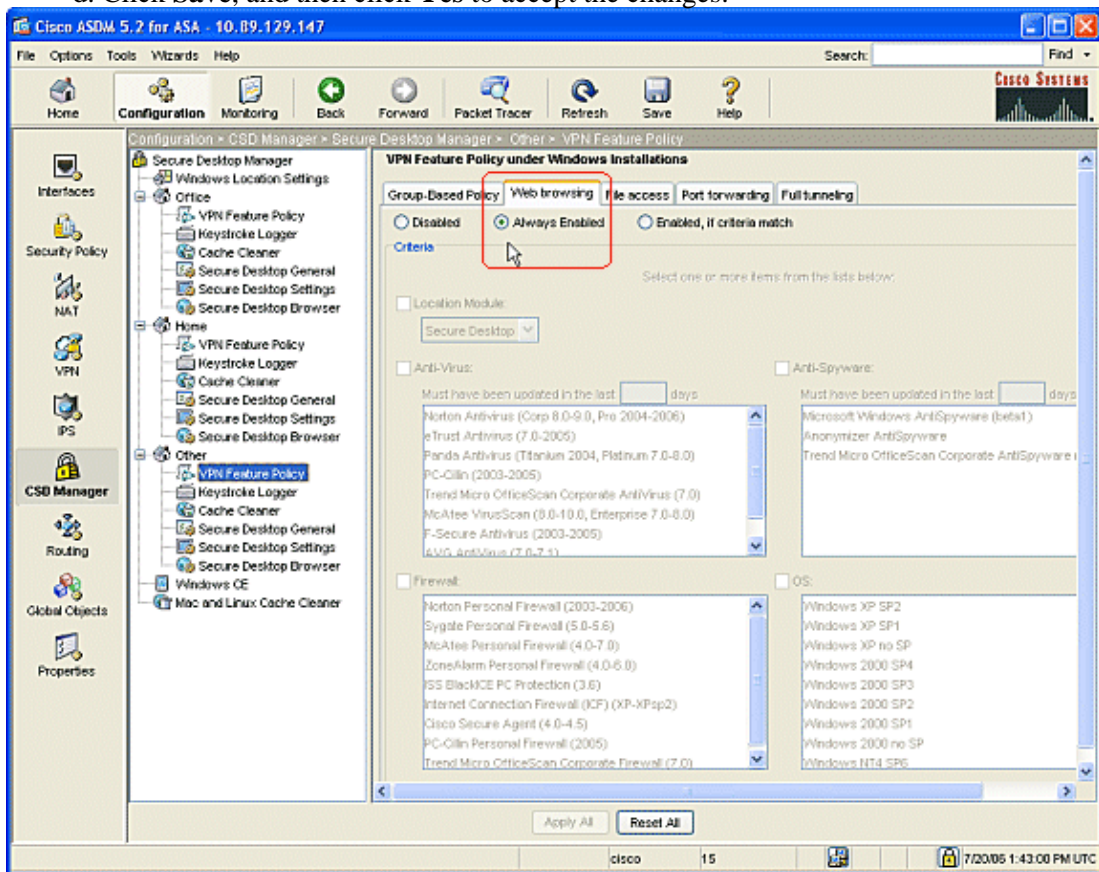 d. Click Save, and then click Yes to accept the changes.
Cisco ASDM 5.2 for ASA - 10.89.129.147
File Options Tools Wizards Help
Search: Find
Home Configuration Monitoring Back Forward Packet Tracer Refresh Save Help
CISCO SYSTEMS
Configuration > CSD Manager > Secure Desktop Manager > Other > VPN Feature Policy
Interfaces
Security Policy
NAT
VPN
IPS
CSD Manager
Routing
Global Objects
Properties
Secure Desktop Manager
Windows Location Settings
Office
VPN Feature Policy
Keystroke Logger
Cache Cleaner
Secure Desktop General
Secure Desktop Settings
Secure Desktop Browser
Home
VPN Feature Policy
Keystroke Logger
Cache Cleaner
Secure Desktop General
Secure Desktop Settings
Secure Desktop Browser
Other
VPN Feature Policy
Keystroke Logger
Cache Cleaner
Secure Desktop General
Secure Desktop Settings
Secure Desktop Browser
Windows CE
Mac and Linux Cache Cleaner
VPN Feature Policy under Windows Installations
Group-Based Policy Web browsing File access Port forwarding Full tunneling
Disabled Always Enabled Enabled, if criteria match
Criteria
Select one or more items from the lists below:
Location Module:
Secure Desktop
Anti-Virus:
Must have been updated in the last days
Norton Antivirus (Corp 8.0-9.0, Pro 2004-2006)
eTrust Antivirus (7.0-2005)
Panda Antivirus (Titanium 2004, Platinum 7.0-8.0)
PC-Cillin (2003-2005)
Trend Micro OfficeScan Corporate AntiVirus (7.0)
McAfee VirusScan (8.0-10.0, Enterprise 7.0-8.0)
F-Secure Antivirus (2003-2005)
AVG AntiVirus (7.0-7.1)
Anti-Spyware:
Must have been updated in the last days
Microsoft Windows AntiSpyware (beta1)
Anonymizer AntiSpyware
Trend Micro OfficeScan Corporate AntiSpyware
Firewall:
Norton Personal Firewall (2003-2006)
Sygate Personal Firewall (5.0-5.6)
McAfee Personal Firewall (4.0-7.0)
ZoneAlarm Personal Firewall (4.0-6.0)
ISS BlackICE PC Protection (3.6)
Internet Connection Firewall (ICF) (XP-XPsp2)
Cisco Secure Agent (4.0-4.5)
PC-Cillin Personal Firewall (2005)
Trend Micro OfficeScan Corporate Firewall (7.0)
OS:
Windows XP SP2
Windows XP SP1
Windows XP no SP
Windows 2000 SP4
Windows 2000 SP3
Windows 2000 SP2
Windows 2000 SP1
Windows 2000 no SP
Windows NT4 SP6
Apply All Reset All
cisco 15 7/20/06 1:43:00 PM UTC